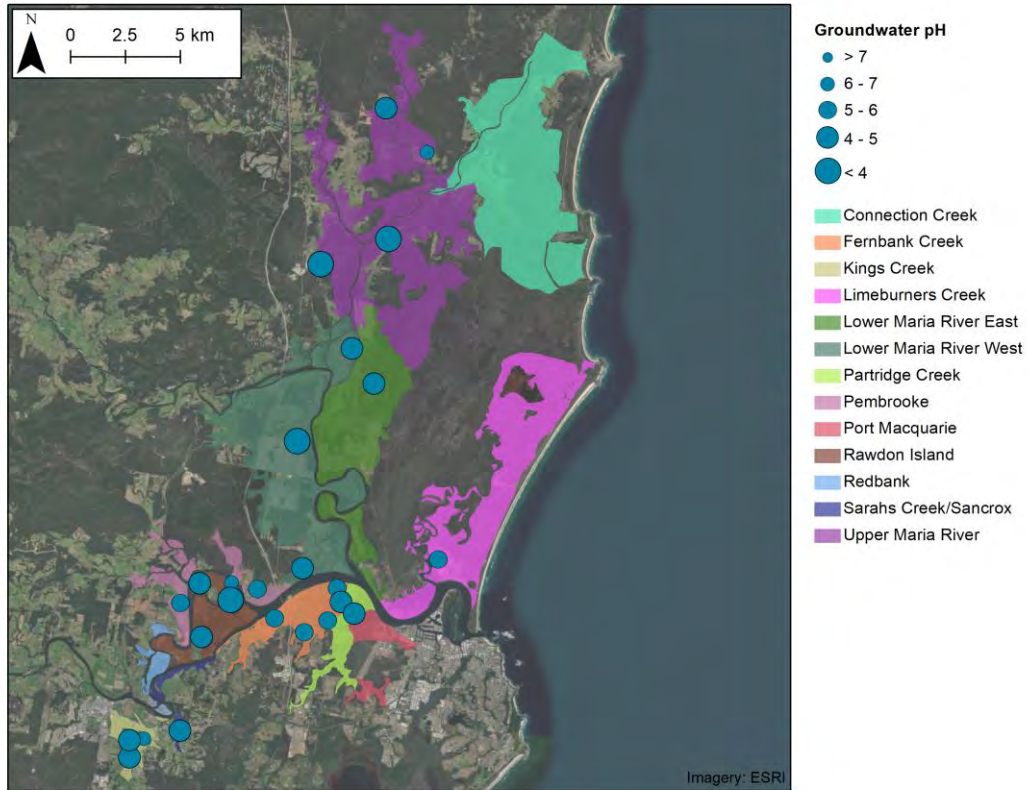 N
0 2.5 5 km
Imagery: ESRI
Groundwater pH
> 7
6 - 7
5 - 6
4 - 5
< 4
Connection Creek
Fernbank Creek
Kings Creek
Limeburners Creek
Lower Maria River East
Lower Maria River West
Partridge Creek
Pembrooke
Port Macquarie
Rawdon Island
Redbank
Sarahs Creek/Sancrox
Upper Maria River